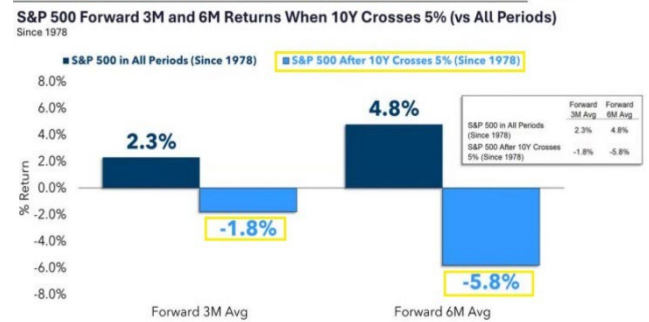 S&P 500 Forward 3M and 6M Returns When 10Y Crosses 5% (vs All Periods)
Since 1978
S&P 500 in All Periods (Since 1978)
S&P 500 After 10Y Crosses 5% (Since 1978)
8.0%
6.0%
4.0%
2.0%
0.0%
-2.0%
-4.0%
-6.0%
-8.0%
% Return
2.3%
-1.8%
4.8%
-5.8%
Forward 3M Avg
Forward 6M Avg
Forward Forward
3M Avg 6M Avg
S&P 500 in All Periods
(Since 1978) 2.3% 4.8%
S&P 500 After 10Y Crosses
5% (Since 1978) -1.8% -5.8%